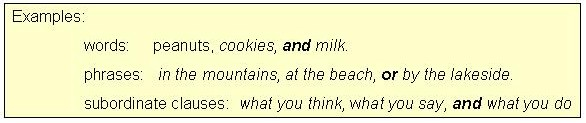 Examples:
words: peanuts, cookies, and milk.
phrases: in the mountains, at the beach, or by the lakeside.
subordinate clauses: what you think, what you say, and what you do